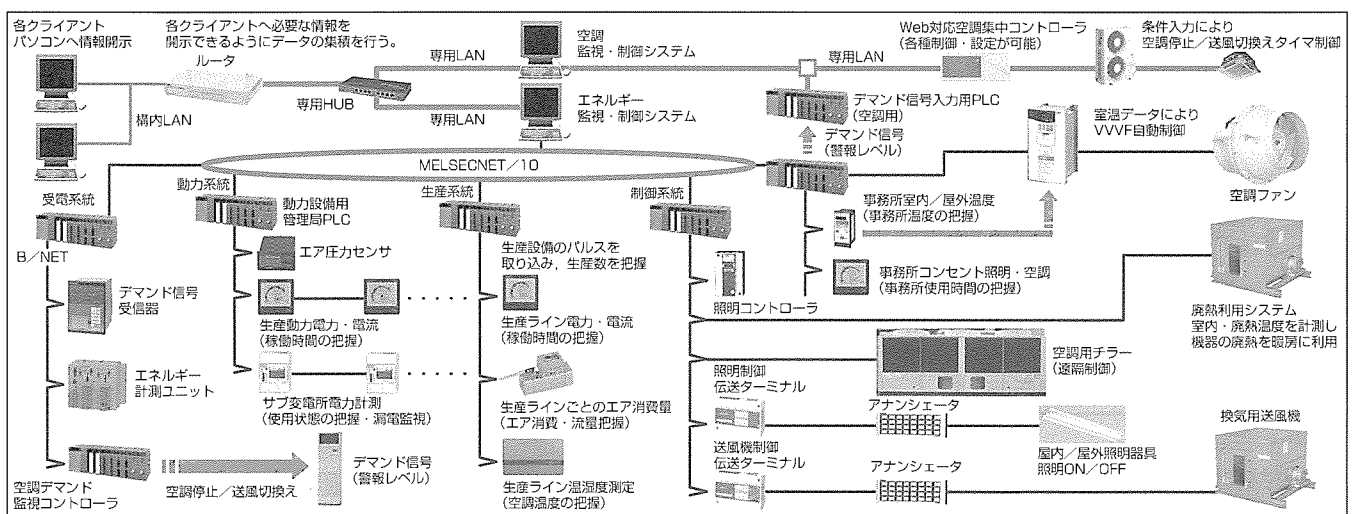 各クライアント
パソコンへ情報開示
各クライアントへ必要な情報を
開示できるようにデータの集積を行う。
ルータ
専用HUB
構内LAN
専用LAN
専用LAN
空調
監視・制御システム
エネルギー
監視・制御システム
専用LAN
Web対応空調集中コントローラ
(各種制御・設定が可能)
条件入力により
空調停止/送風切換えタイマ制御
デマンド信号入力用PLC
(空調用)
デマンド信号
(警報レベル)
室温データにより
VVVF自動制御
空調ファン
MELSECNET/10
受電系統
B/NET
デマンド信号
受信器
エネルギー
計測ユニット
空調デマンド
監視コントローラ
空調停止/送風切換え
デマンド信号
(警報レベル)
動力系統
動力設備用
管理局PLC
エア圧力センサ
生産動力電力・電流
(稼働時間の把握)
サブ変電所電力計測
(使用状態の把握・漏電監視)
生産系統
生産設備のパルスを
取り込み，生産数を把握
生産ライン電力・電流
(稼働時間の把握)
生産ラインごとのエア消費量
(エア消費・流量把握)
生産ライン温湿度測定
(空調温度の把握)
制御系統
照明コントローラ
事務所室内/屋外温度
(事務所温度の把握)
事務所コンセント照明・空調
(事務所使用時間の把握)
廃熱利用システム
室内・廃熱温度を計測し
機器の廃熱を暖房に利用
空調用チラー
(遠隔制御)
照明制御
伝送ターミナル
アナンシェータ
屋内/屋外照明器具
照明ON/OFF
送風機制御
伝送ターミナル
アナンシェータ
換気用送風機